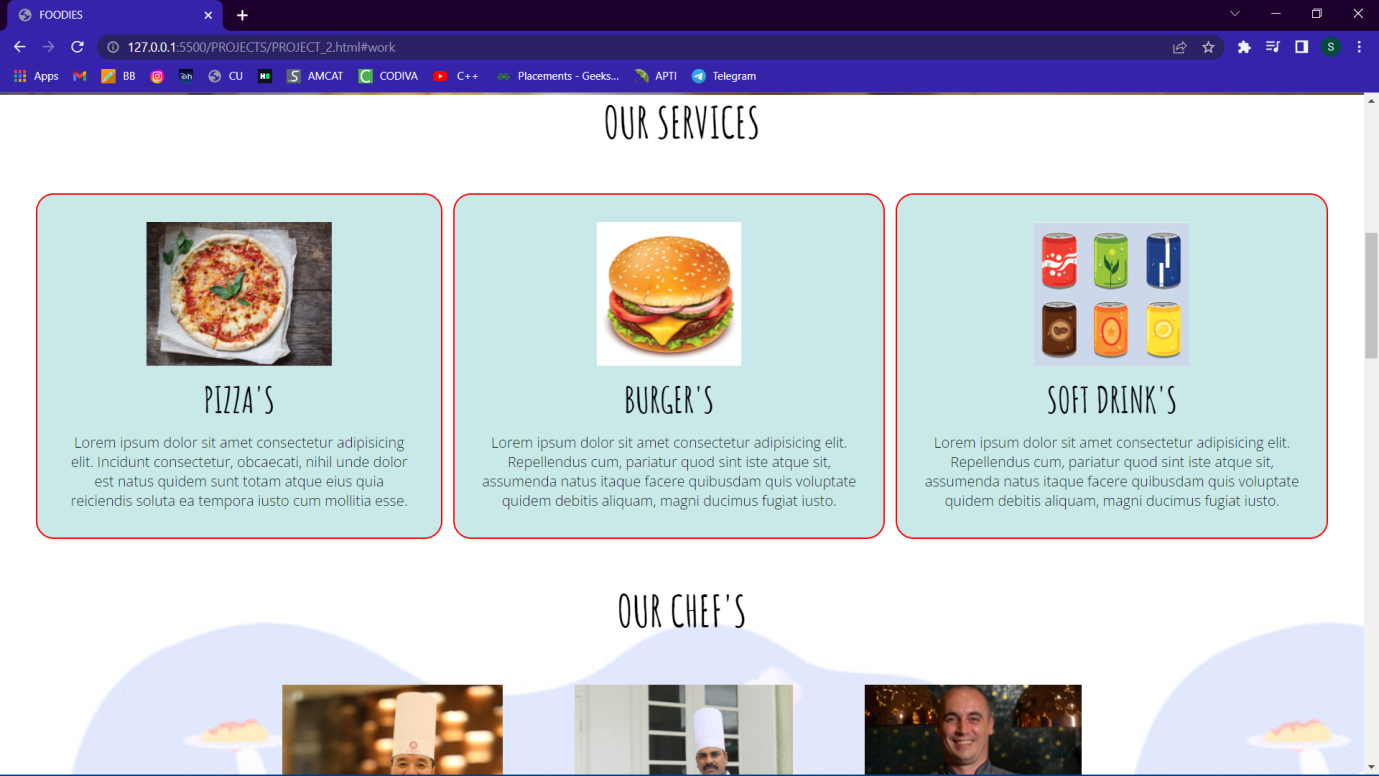 FOODIES
127.0.0.1:5500/PROJECTS/PROJECT_2.html#work
S
Apps BB CU AMCAT CODIVA C++ Placements - Geeks... APTI Telegram
OUR SERVICES
PIZZA'S
Lorem ipsum dolor sit amet consectetur adipisicing
elit. Incidunt consectetur, obcaecati, nihil unde dolor
est natus quidem sunt totam atque eius quia
reiciendis soluta ea tempora iusto cum mollitia esse.
BURGER'S
Lorem ipsum dolor sit amet consectetur adipisicing elit.
Repellendus cum, pariatur quod sint iste atque sit,
assumenda natus itaque facere quibusdam quis voluptate
quidem debitis aliquam, magni ducimus fugiat iusto.
SOFT DRINK'S
Lorem ipsum dolor sit amet consectetur adipisicing elit.
Repellendus cum, pariatur quod sint iste atque sit,
assumenda natus itaque facere quibusdam quis voluptate
quidem debitis aliquam, magni ducimus fugiat iusto.
OUR CHEF'S